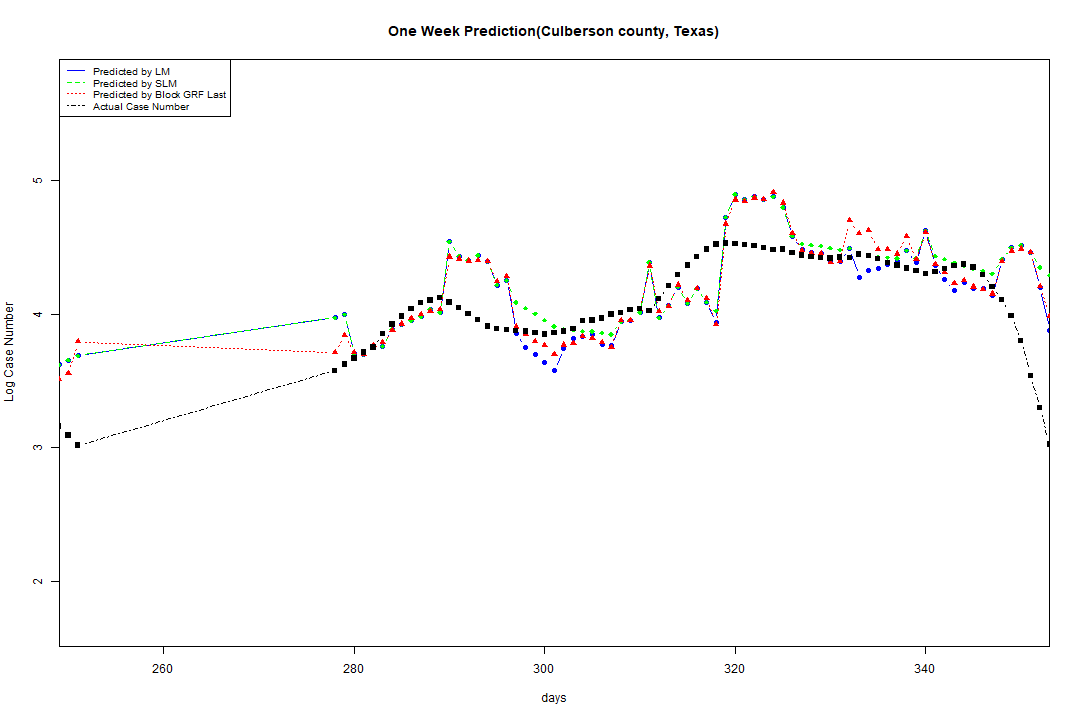 One Week Prediction(Culberson county, Texas)
Predicted by LM
Predicted by SLM
Predicted by Block GRF Last
Actual Case Number
5
4
3
2
Log Case Number
260 280 300 320 340
days